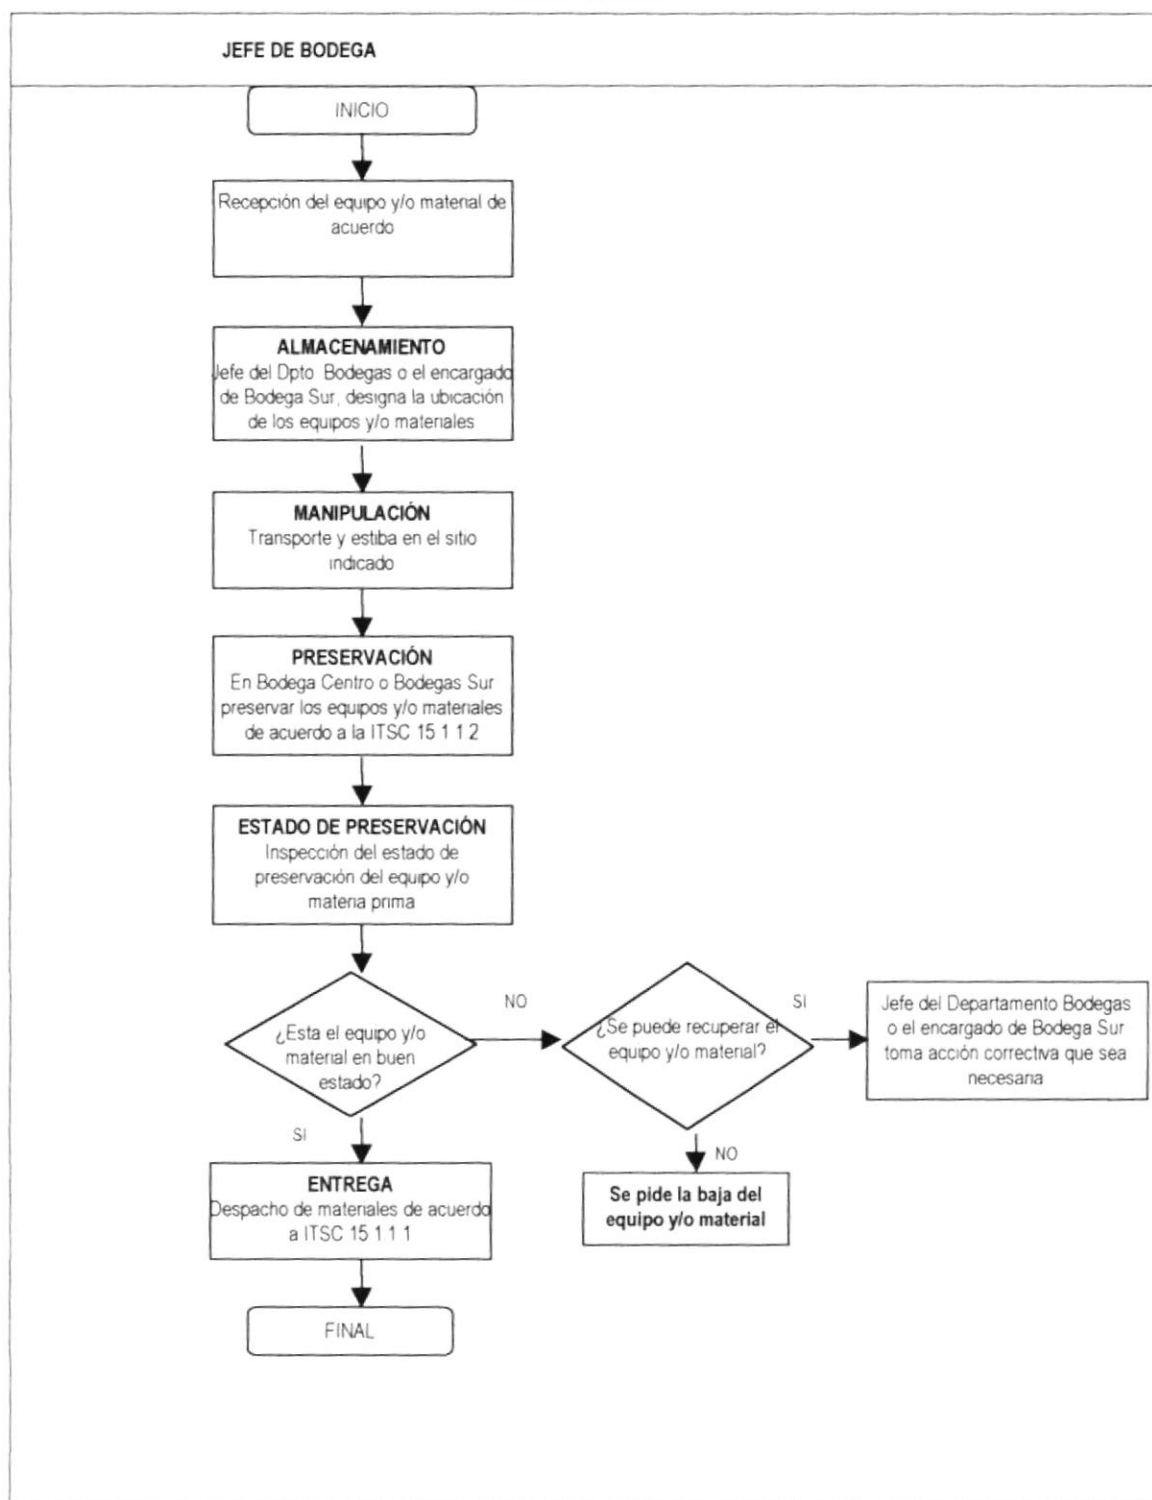 JEFE DE BODEGA
INICIO
Recepción del equipo y/o material de
acuerdo
ALMACENAMIENTO
Jefe del Dpto Bodegas o el encargado
de Bodega Sur, designa la ubicación
de los equipos y/o materiales
MANIPULACIÓN
Transporte y estiba en el sitio
indicado
PRESERVACIÓN
En Bodega Centro o Bodegas Sur
preservar los equipos y/o materiales
de acuerdo a la ITSC 15 1 1 2
ESTADO DE PRESERVACIÓN
Inspección del estado de
preservación del equipo y/o
materia prima
¿Esta el equipo y/o
material en buen
estado?
NO
¿Se puede recuperar el
equipo y/o material?
SI
Jefe del Departamento Bodegas
o el encargado de Bodega Sur
toma acción correctiva que sea
necesaria
SI
NO
ENTREGA
Despacho de materiales de acuerdo
a ITSC 15 1 1 1
Se pide la baja del
equipo y/o material
FINAL